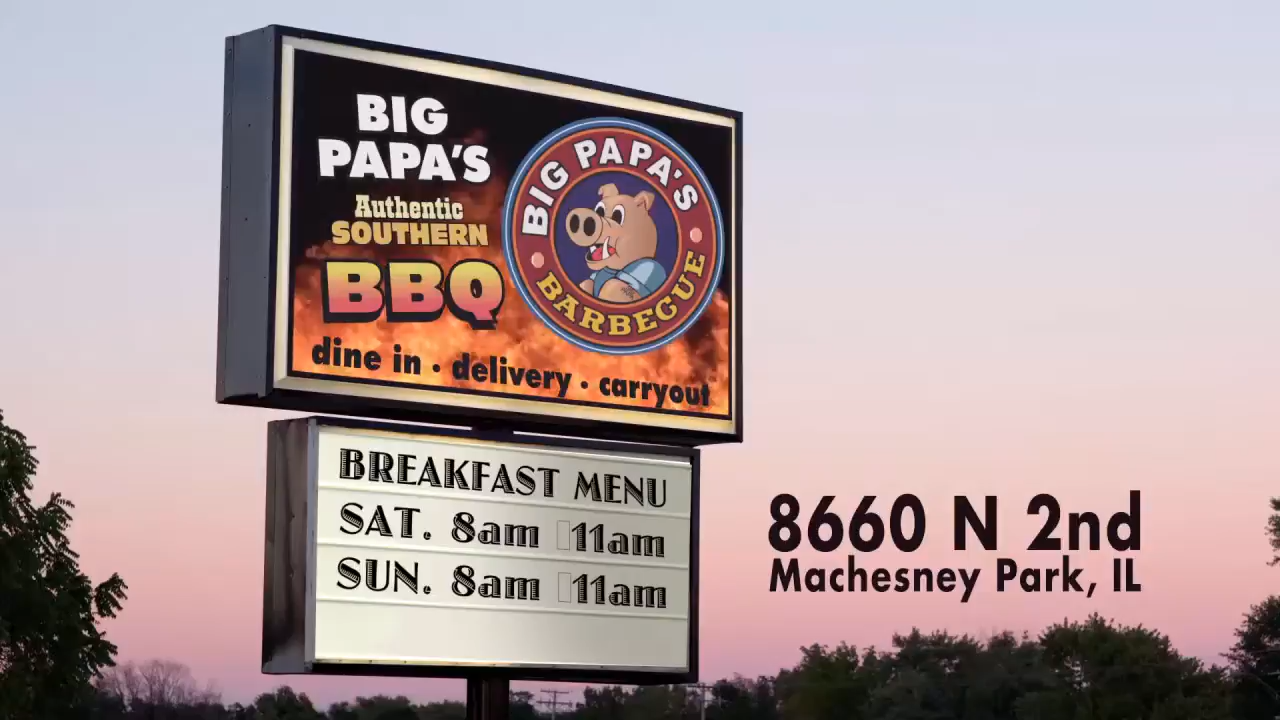 BIG
PAPA'S
Authentic
SOUTHERN
BBQ
dine in • delivery • carryout
BIG PAPA'S
BARBECUE
BREAKFAST MENU
SAT. 8am 11am
SUN. 8am 11am
8660 N 2nd
Machesney Park, IL